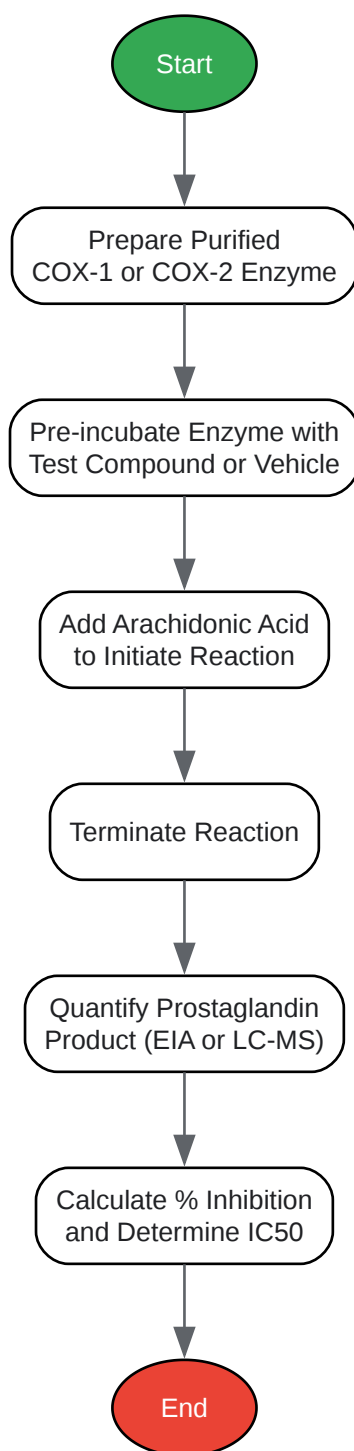 Start
Prepare Purified
COX-1 or COX-2 Enzyme
Pre-incubate Enzyme with
Test Compound or Vehicle
Add Arachidonic Acid
to Initiate Reaction
Terminate Reaction
Quantify Prostaglandin
Product (EIA or LC-MS)
Calculate % Inhibition
and Determine IC50
End